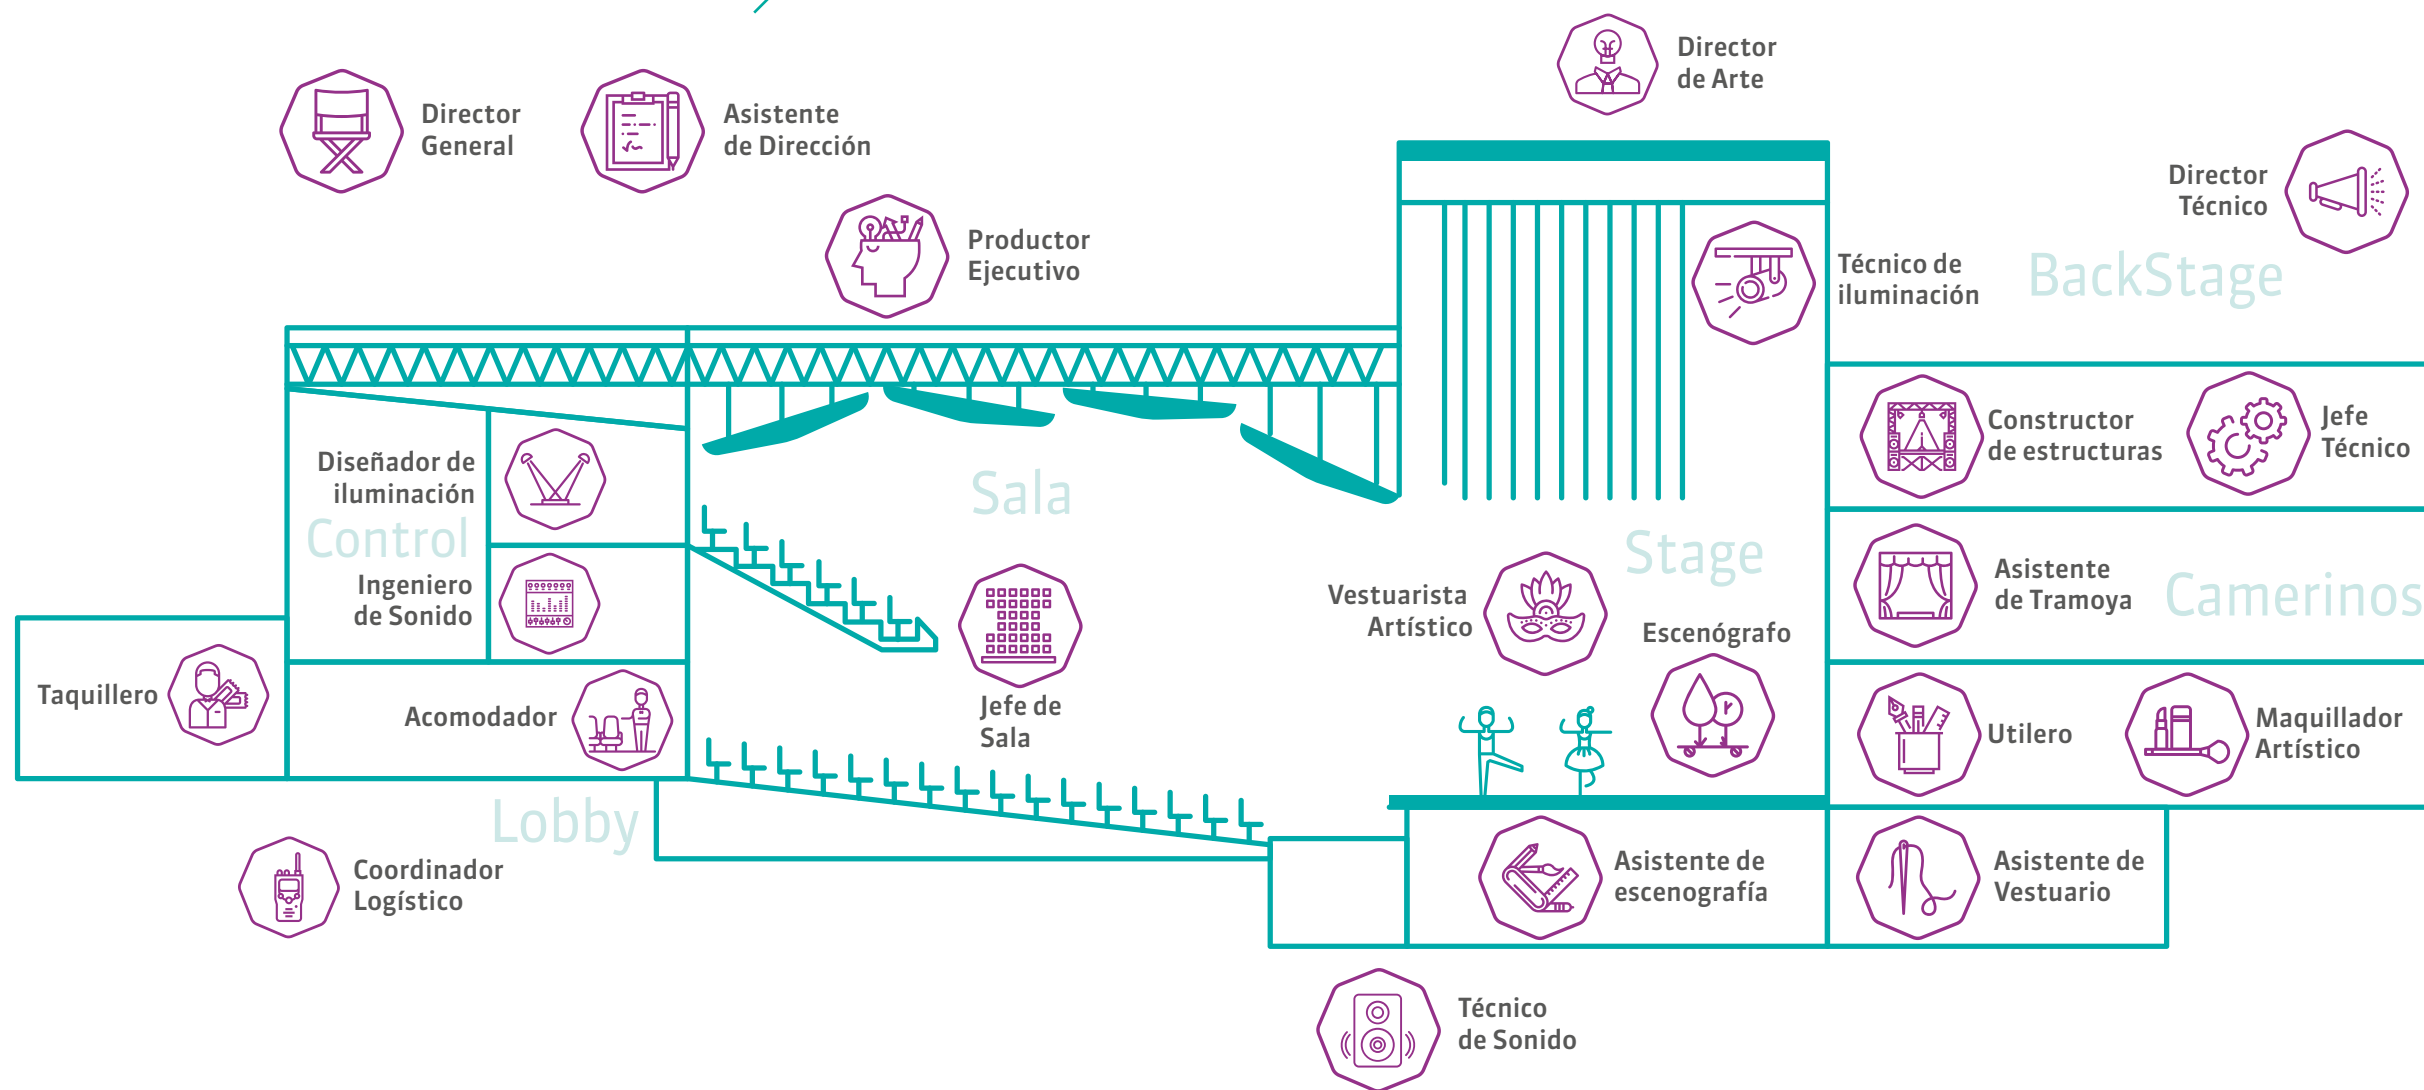 Director
de Arte
Director
General
Asistente
de Dirección
Director
Técnico
Productor
Ejecutivo
Técnico de
iluminación
BackStage
Constructor
de estructuras
Jefe
Técnico
Diseñador de
iluminación
Control
Ingeniero
de Sonido
Sala
Stage
Vestuarista
Artístico
Escenógrafo
Asistente
de Tramoya
Camerinos
Taquillero
Acomodador
Jefe de
Sala
Utilero
Maquillador
Artístico
Lobby
Coordinador
Logístico
Asistente de
escenografía
Asistente de
Vestuario
Técnico
de Sonido